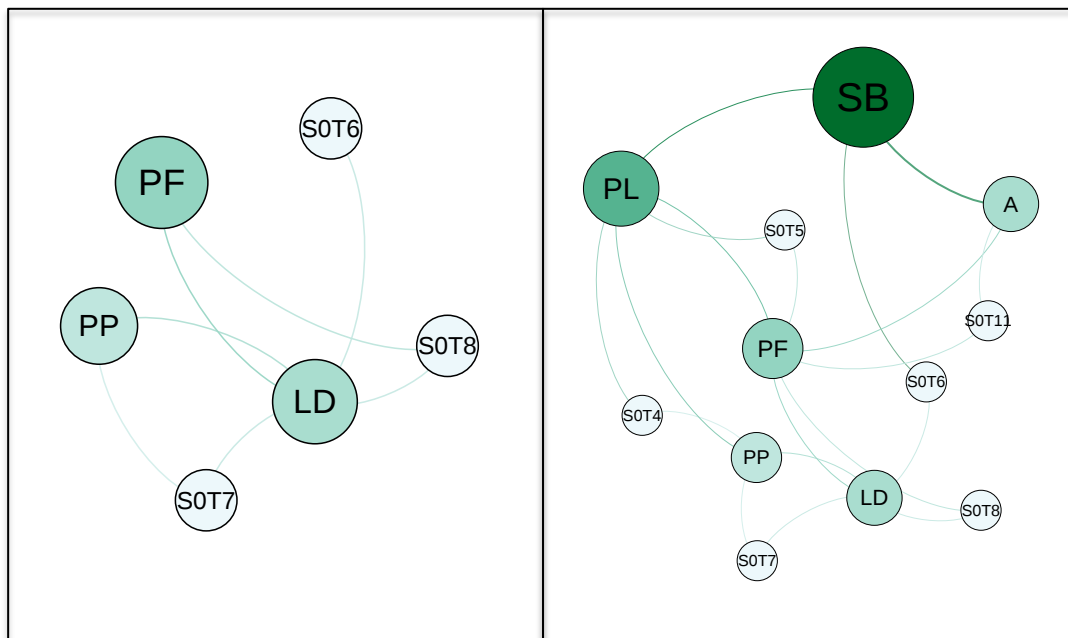 S0T6
PF
PP
S0T8
LD
S0T7
SB
PL
A
S0T5
S0T11
PF
S0T6
S0T4
PP
LD
S0T8
S0T7